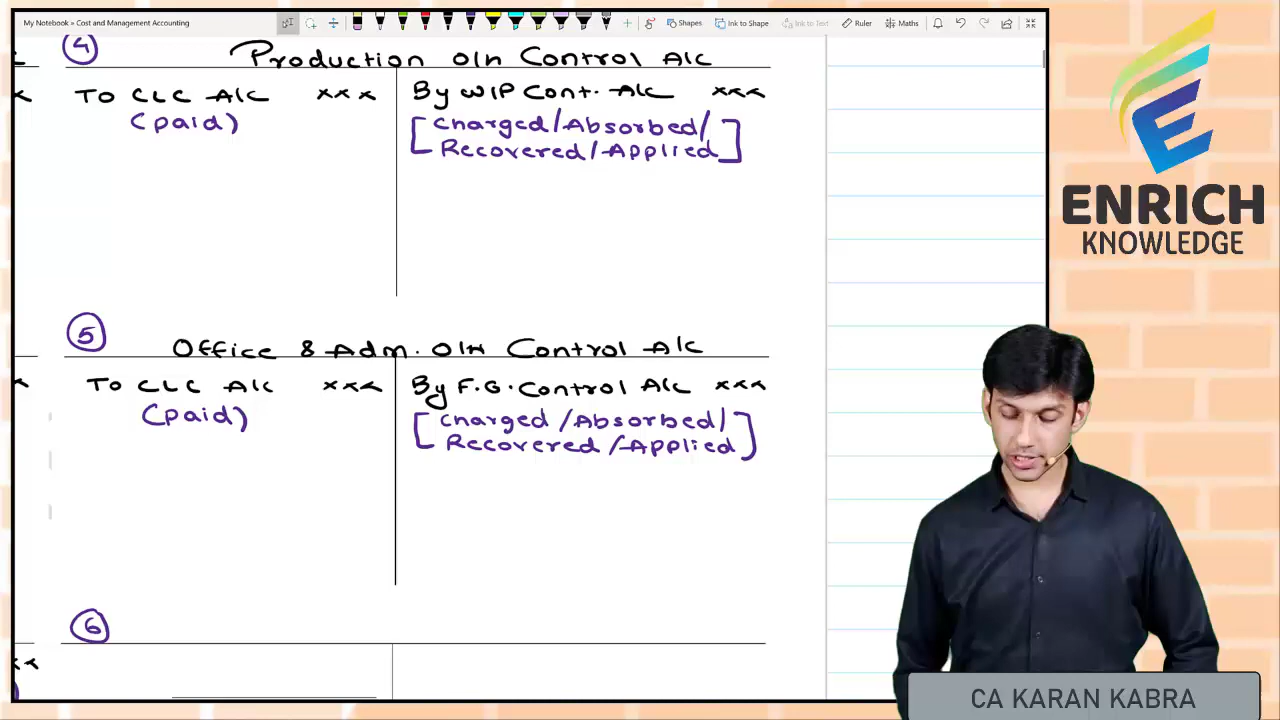 My Notebook » Cost and Management Accounting
Shapes
Ink to Shape
Ink to Text
Ruler
Maths
4
Production O/H Control A/c
To CLC A/c xxx
(Paid)
By WIP Cont. A/c xxx
[Charged/Absorbed/
Recovered/Applied]
5
Office & Adm. O/H Control A/c
To CLC A/c xxx
(Paid)
By F.G. Control A/c xxx
[Charged/Absorbed/
Recovered/Applied]
6
xx
ENRICH
KNOWLEDGE
CA KARAN KABRA